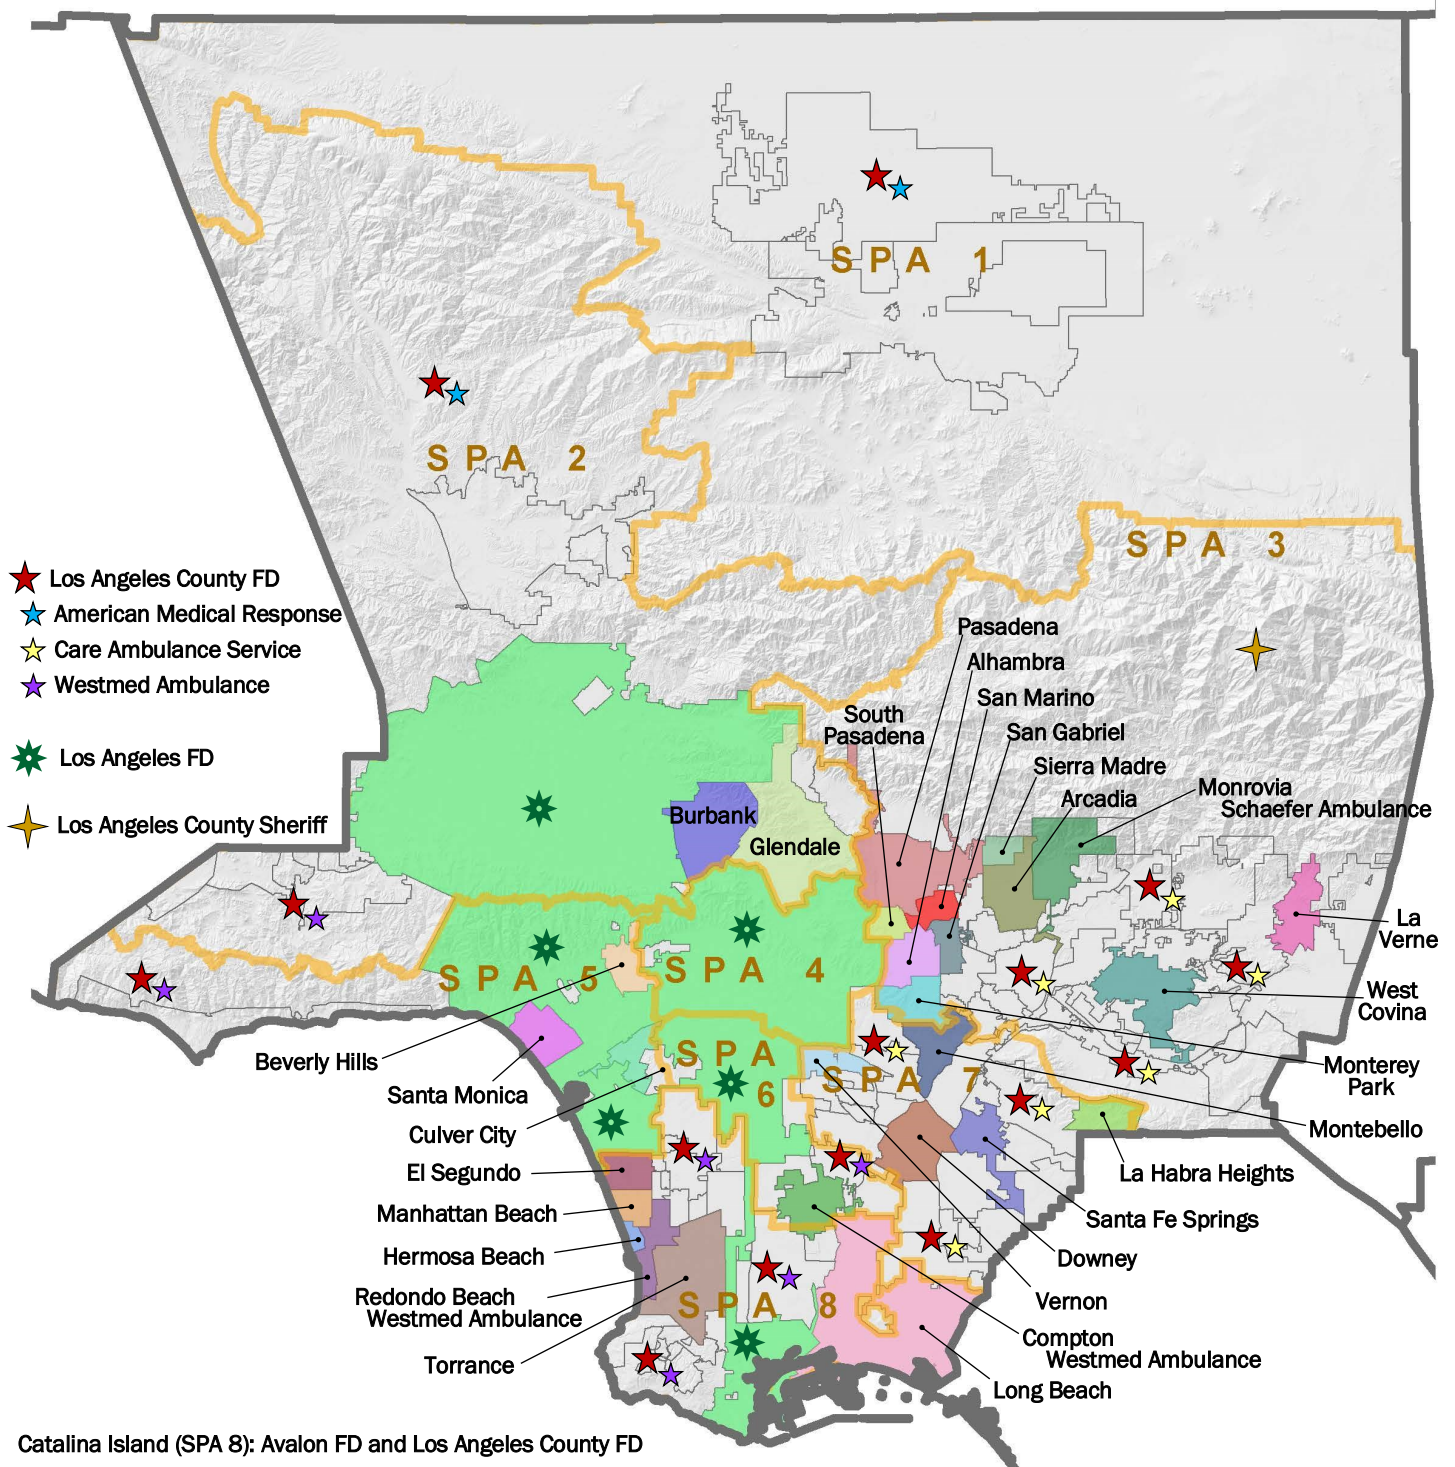 SPA 1
SPA 2
SPA 3
Los Angeles County FD
American Medical Response
Care Ambulance Service
Westmed Ambulance
Los Angeles FD
Los Angeles County Sheriff
Pasadena
Alhambra
San Marino
South
Pasadena
San Gabriel
Sierra Madre
Arcadia
Monrovia
Schaefer Ambulance
Burbank
Glendale
La
Verne
SPA 5
SPA 4
West
Covina
Beverly Hills
SPA
6
SPA 7
Monterey
Park
Santa Monica
Culver City
Montebello
El Segundo
La Habra Heights
Manhattan Beach
Santa Fe Springs
Hermosa Beach
Downey
Redondo Beach
Westmed Ambulance
SPA 8
Vernon
Torrance
Compton
Westmed Ambulance
Long Beach
Catalina Island (SPA 8): Avalon FD and Los Angeles County FD